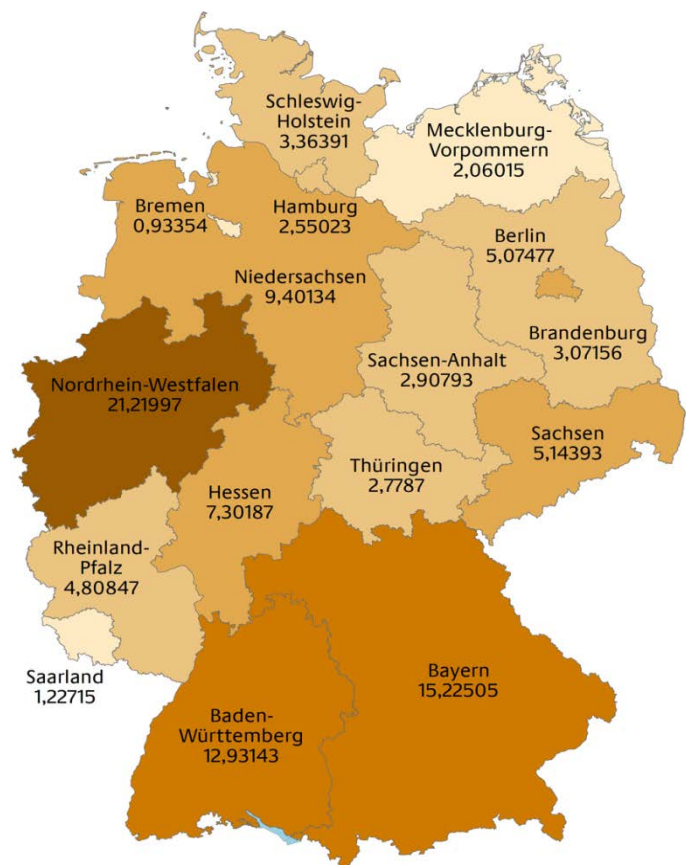 Schleswig-
Holstein
3,36391
Mecklenburg-
Vorpommern
2,06015
Bremen
0,93354
Hamburg
2,55023
Berlin
5,07477
Niedersachsen
9,40134
Brandenburg
3,07156
Sachsen-Anhalt
2,90793
Nordrhein-Westfalen
21,21997
Sachsen
5,14393
Thüringen
2,7787
Hessen
7,30187
Rheinland-
Pfalz
4,80847
Saarland
1,22715
Bayern
15,22505
Baden-
Württemberg
12,93143